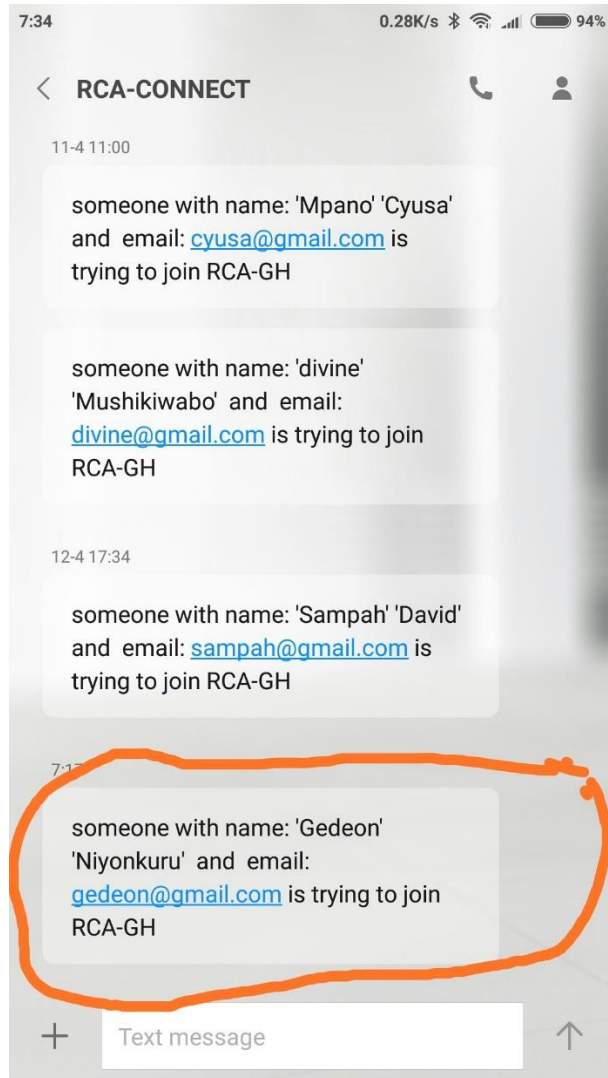 7:34 0.28K/s 94%
RCA-CONNECT
11-4 11:00
someone with name: 'Mpano' 'Cyusa'
and email: cyusa@gmail.com is
trying to join RCA-GH
someone with name: 'divine'
'Mushikiwabo' and email:
divine@gmail.com is trying to join
RCA-GH
12-4 17:34
someone with name: 'Sampah' 'David'
and email: sampah@gmail.com is
trying to join RCA-GH
someone with name: 'Gedeon'
'Niyonkuru' and email:
gedeon@gmail.com is trying to join
RCA-GH
Text message